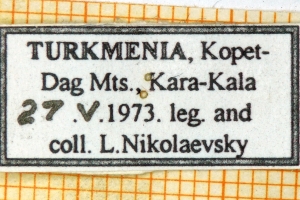 TURKMENIA, Kopet-
Dag Mts., Kara-Kala
27.V.1973. leg. and
coll. L.Nikolaevsky